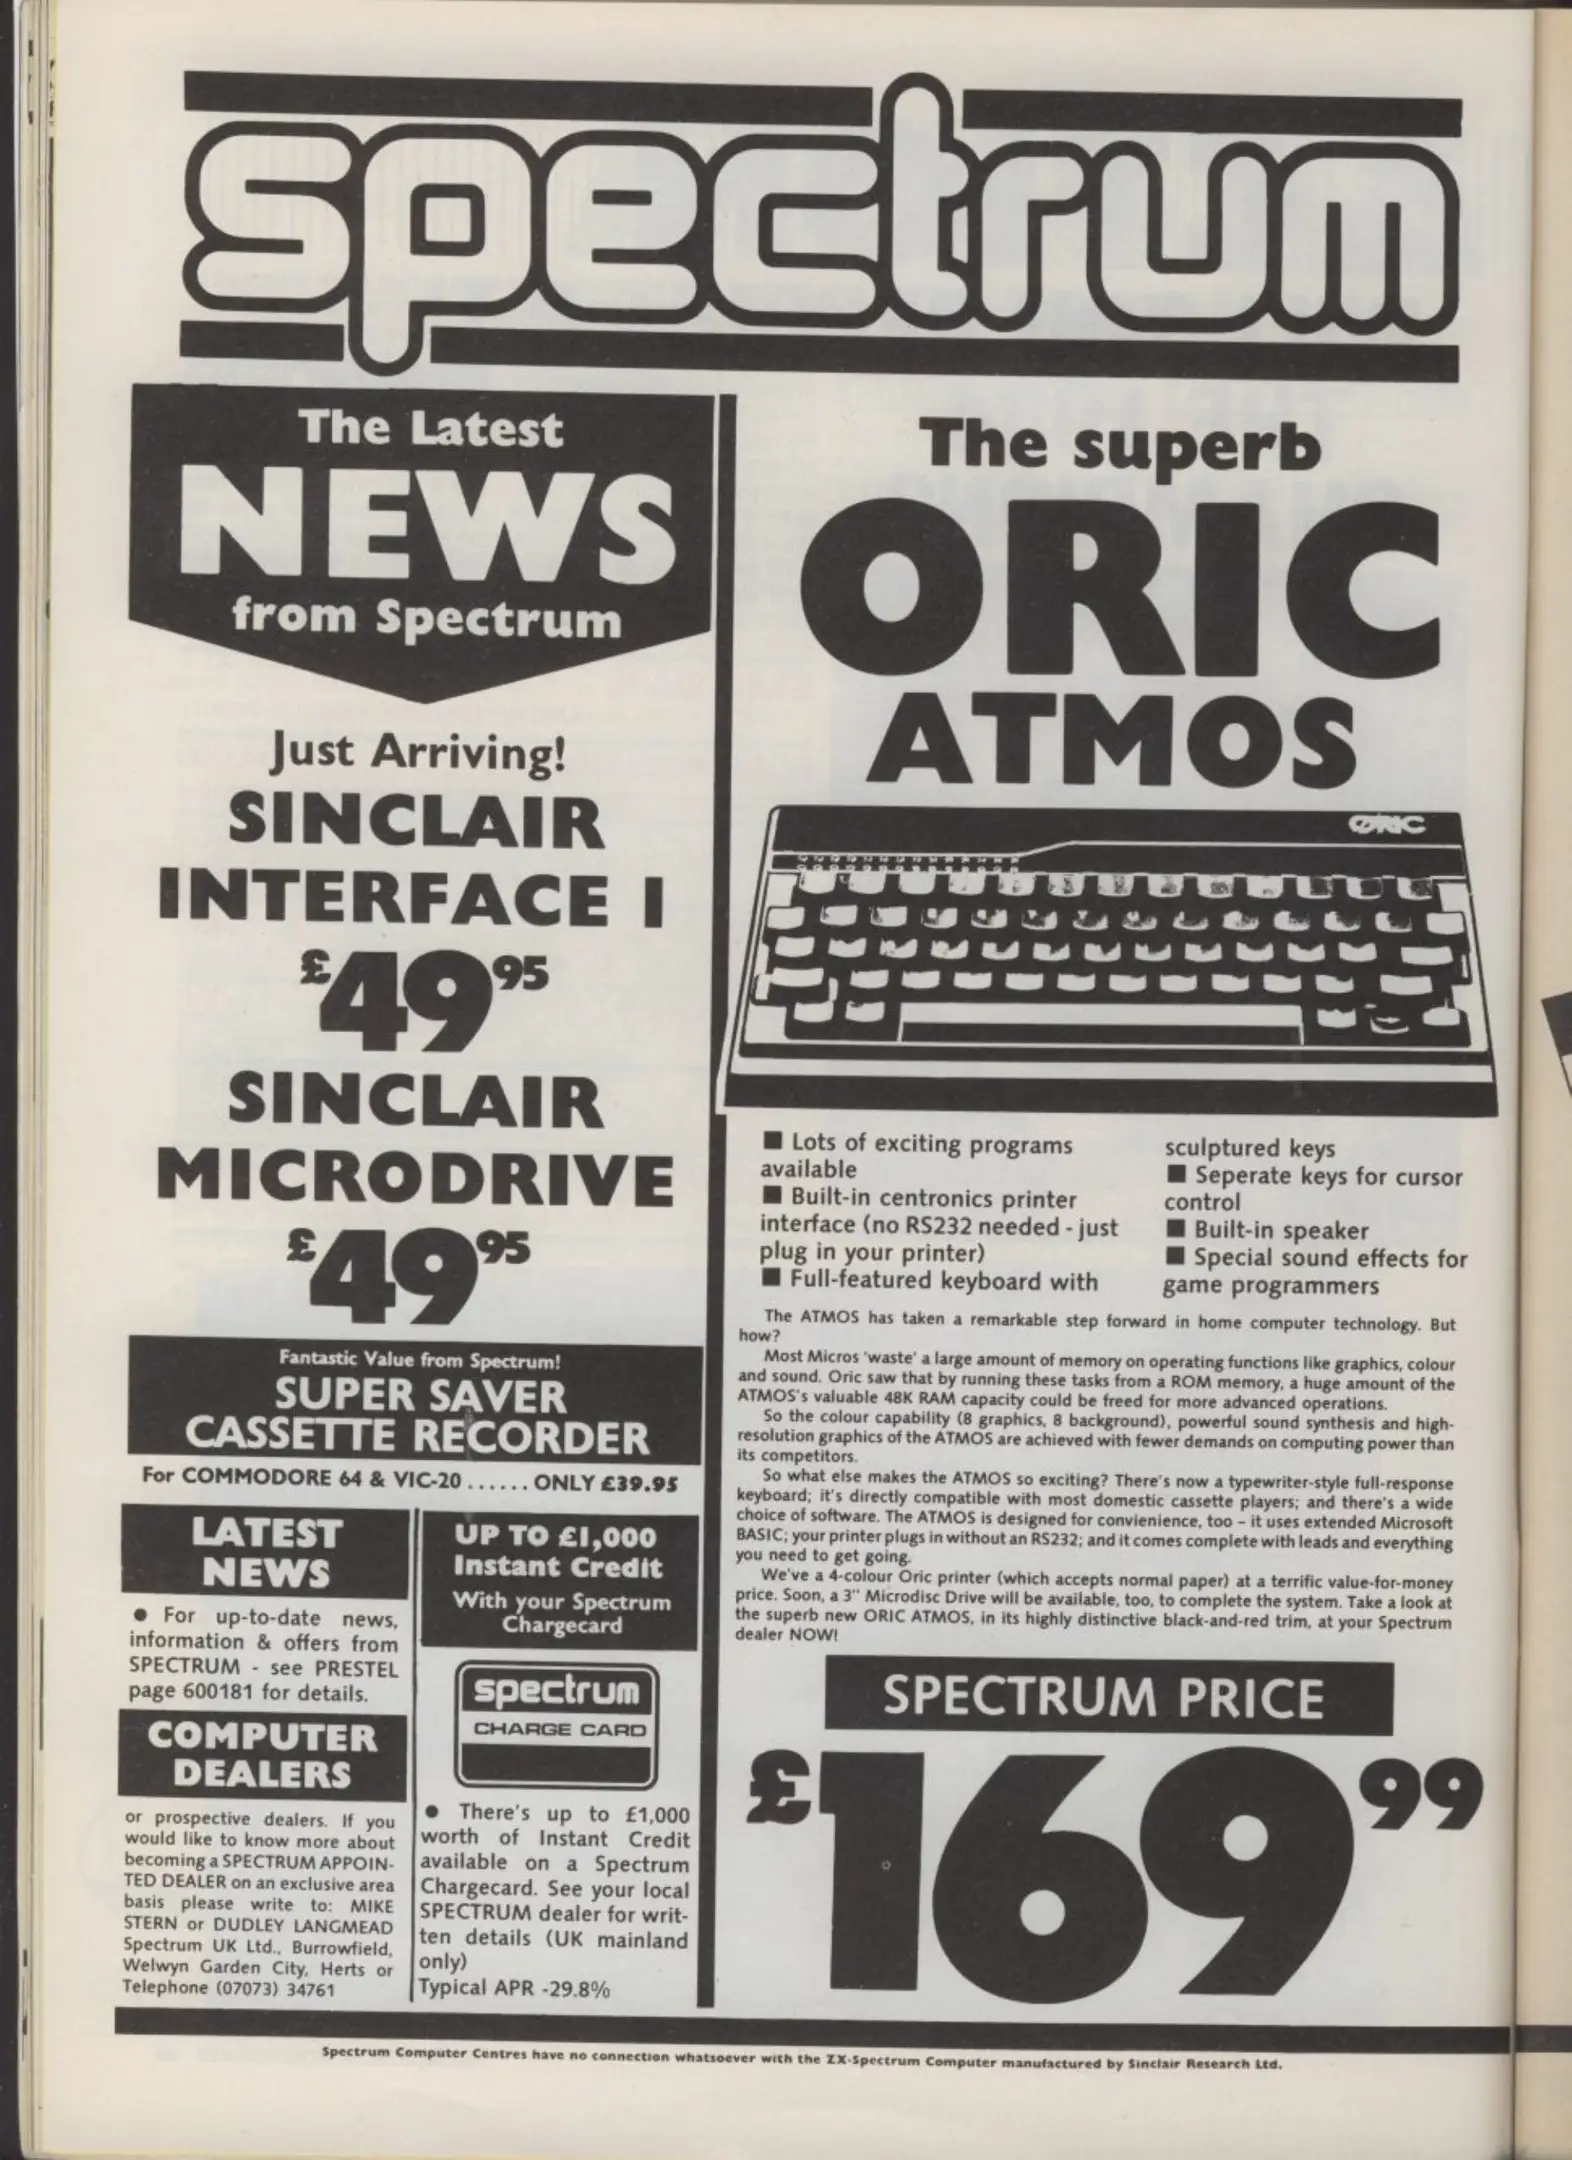 spectrum
The Latest
NEWS
from Spectrum
Just Arriving!
SINCLAIR
INTERFACE I
£49 95
SINCLAIR
MICRODRIVE
£49 95
Fantastic Value from Spectrum!
SUPER SAVER
CASSETTE RECORDER
For COMMODORE 64 & VIC-20 ...... ONLY £39.95
LATEST
NEWS
● For up-to-date news,
information & offers from
SPECTRUM - see PRESTEL
page 600181 for details.
COMPUTER
DEALERS
or prospective dealers. If you
would like to know more about
becoming a SPECTRUM APPOIN-
TED DEALER on an exclusive area
basis please write to: MIKE
STERN or DUDLEY LANGMEAD
Spectrum UK Ltd., Burrowfield,
Welwyn Garden City, Herts or
Telephone (07073) 34761
UP TO £1,000
Instant Credit
With your Spectrum
Chargecard
spectrum
CHARGE CARD
● There's up to £1,000
worth of Instant Credit
available on a Spectrum
Chargecard. See your local
SPECTRUM dealer for writ-
ten details (UK mainland
only)
Typical APR -29.8%
The superb
ORIC
ATMOS
ORIC
■ Lots of exciting programs
available
■ Built-in centronics printer
interface (no RS232 needed - just
plug in your printer)
■ Full-featured keyboard with
sculptured keys
■ Seperate keys for cursor
control
■ Built-in speaker
■ Special sound effects for
game programmers
The ATMOS has taken a remarkable step forward in home computer technology. But
how?
Most Micros 'waste' a large amount of memory on operating functions like graphics, colour
and sound. Oric saw that by running these tasks from a ROM memory, a huge amount of the
ATMOS's valuable 48K RAM capacity could be freed for more advanced operations.
So the colour capability (8 graphics, 8 background), powerful sound synthesis and high-
resolution graphics of the ATMOS are achieved with fewer demands on computing power than
its competitors.
So what else makes the ATMOS so exciting? There's now a typewriter-style full-response
keyboard; it's directly compatible with most domestic cassette players; and there's a wide
choice of software. The ATMOS is designed for convienience, too – it uses extended Microsoft
BASIC; your printer plugs in without an RS232; and it comes complete with leads and everything
you need to get going.
We've a 4-colour Oric printer (which accepts normal paper) at a terrific value-for-money
price. Soon, a 3" Microdisc Drive will be available, too, to complete the system. Take a look at
the superb new ORIC ATMOS, in its highly distinctive black-and-red trim, at your Spectrum
dealer NOW!
SPECTRUM PRICE
£169 99
Spectrum Computer Centres have no connection whatsoever with the ZX-Spectrum Computer manufactured by Sinclair Research Ltd.